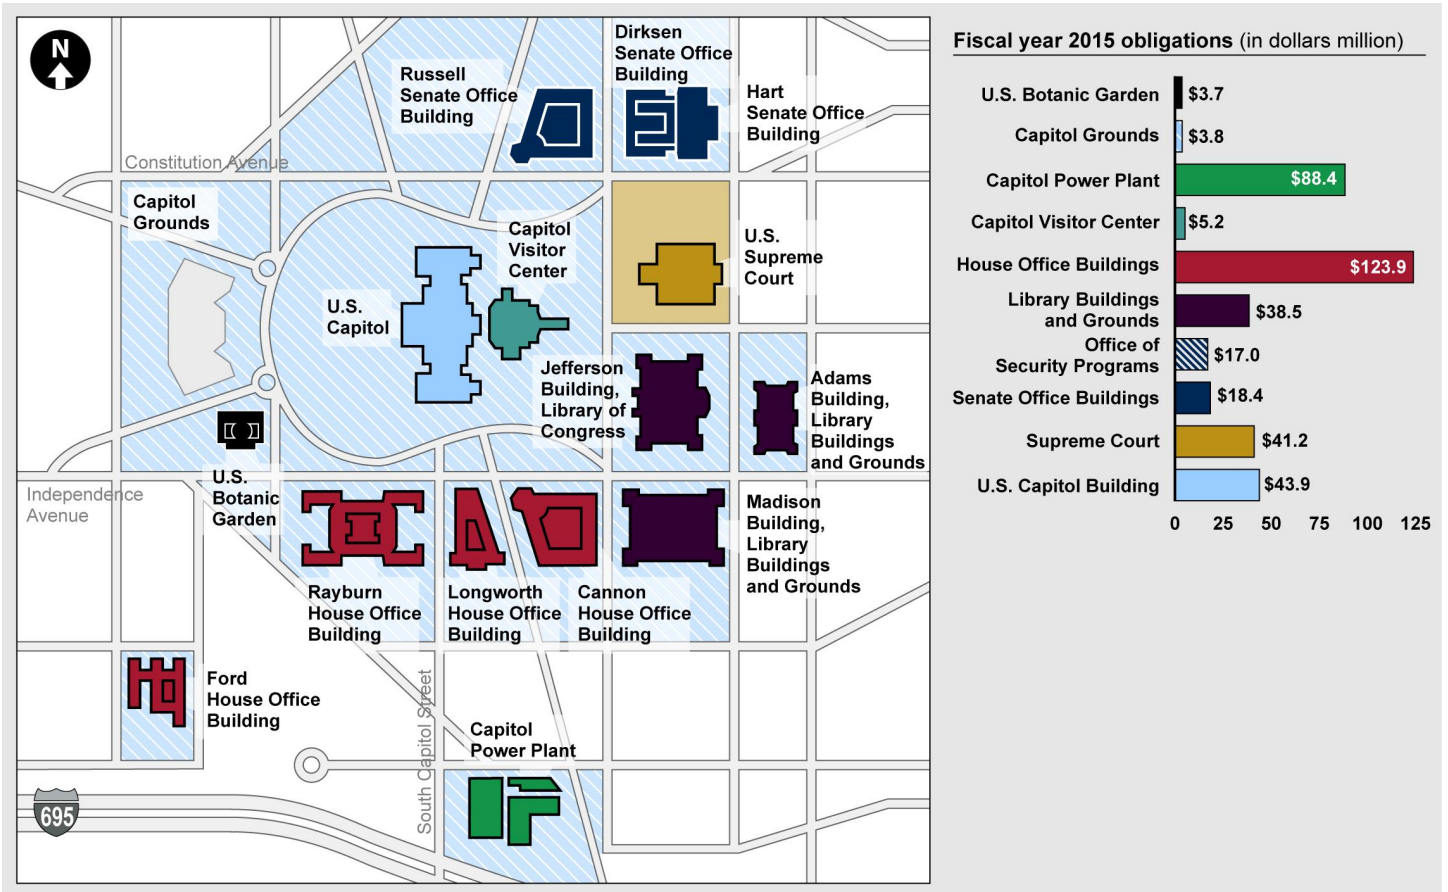 N
Dirksen
Senate Office
Building
Russell
Senate Office
Building
Hart
Senate Office
Building
Constitution Avenue
Capitol
Grounds
Capitol
Visitor
Center
U.S.
Supreme
Court
U.S.
Capitol
Jefferson
Building,
Library of
Congress
Adams
Building,
Library
Buildings
and Grounds
U.S.
Botanic
Garden
Independence
Avenue
Madison
Building,
Library
Buildings
and Grounds
Rayburn
House Office
Building
Longworth
House Office
Building
Cannon
House Office
Building
Ford
House Office
Building
South Capitol Street
Capitol
Power Plant
695
Fiscal year 2015 obligations (in dollars million)
U.S. Botanic Garden $3.7
Capitol Grounds $3.8
Capitol Power Plant $88.4
Capitol Visitor Center $5.2
House Office Buildings $123.9
Library Buildings
and Grounds $38.5
Office of
Security Programs $17.0
Senate Office Buildings $18.4
Supreme Court $41.2
U.S. Capitol Building $43.9
0 25 50 75 100 125